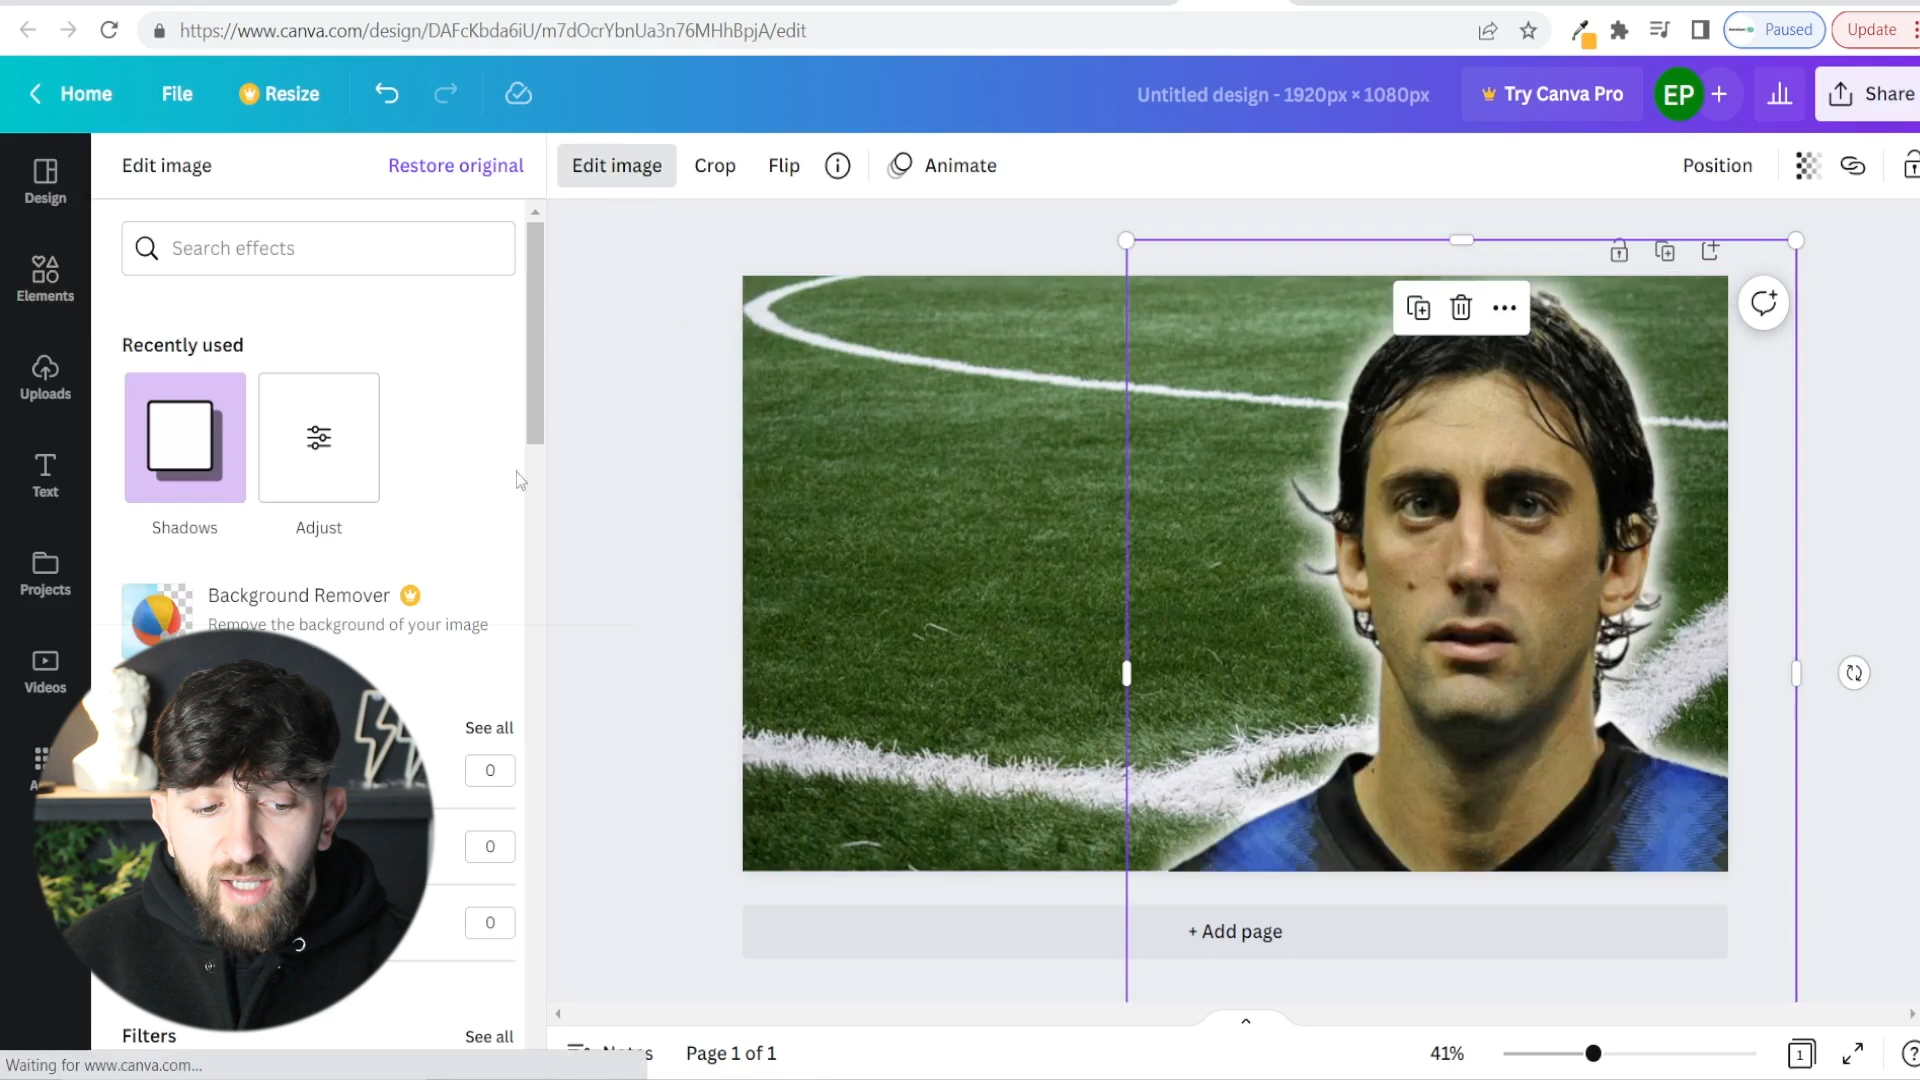 https://www.canva.com/design/DAFcKbda6iU/m7dOcrYbnUa3n76MHhBpjA/edit
Paused
Update
Home
File
Resize
Untitled design - 1920px × 1080px
Try Canva Pro
EP
Share
Edit image
Restore original
Edit image
Crop
Flip
Animate
Position
Design
Elements
Uploads
Text
Projects
Videos
Search effects
Recently used
Shadows
Adjust
Background Remover
Remove the background of your image
See all
0
0
0
Filters
See all
+ Add page
Notes
Page 1 of 1
41%
1
Waiting for www.canva.com...